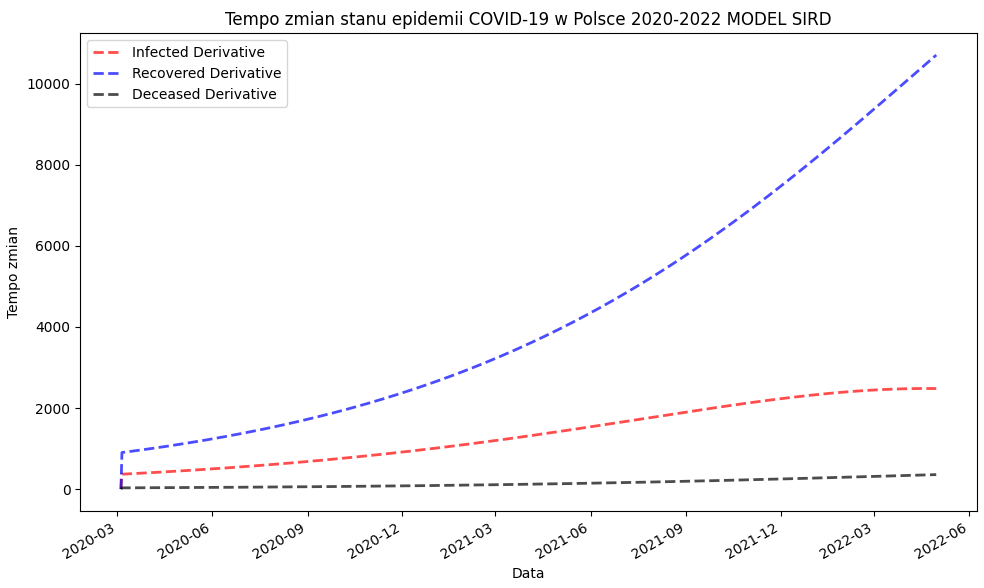 Tempo zmian stanu epidemii COVID-19 w Polsce 2020-2022 MODEL SIRD
Infected Derivative
Recovered Derivative
Deceased Derivative
Tempo zmian
10000
8000
6000
4000
2000
0
2020-03
2020-06
2020-09
2020-12
2021-03
2021-06
2021-09
2021-12
2022-03
2022-06
Data